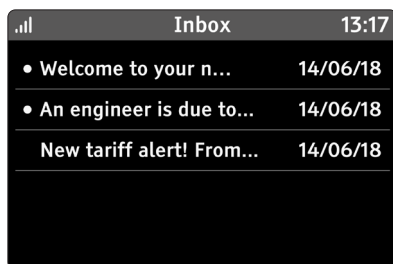 Inbox 13:17
• Welcome to your n... 14/06/18
• An engineer is due to... 14/06/18
New tariff alert! From... 14/06/18